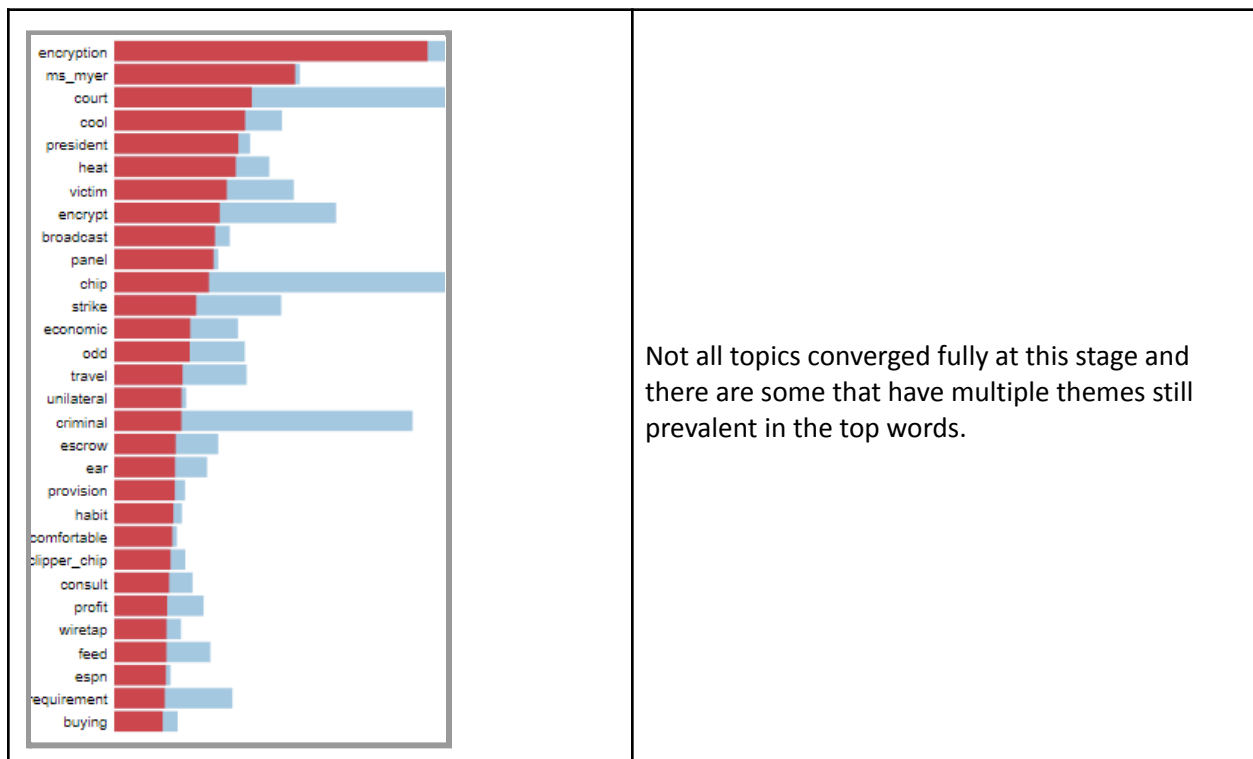 encryption
ms_myer
court
cool
president
heat
victim
encrypt
broadcast
panel
chip
strike
economic
odd
travel
unilateral
criminal
escrow
ear
provision
habit
comfortable
clipper_chip
consult
profit
wiretap
feed
espn
requirement
buying
Not all topics converged fully at this stage and
there are some that have multiple themes still
prevalent in the top words.